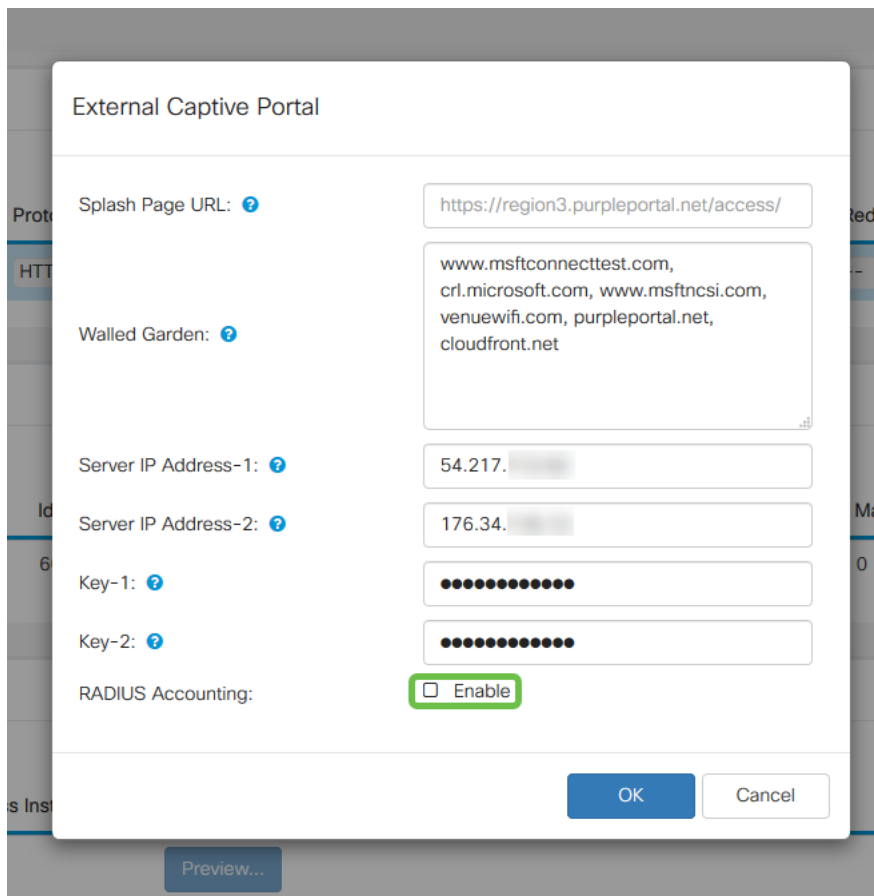 External Captive Portal
Splash Page URL:
https://region3.purpleportal.net/access/
Walled Garden:
www.msftconnecttest.com,
crl.microsoft.com, www.msftncsi.com,
venuewifi.com, purpleportal.net,
cloudfront.net
Server IP Address-1:
54.217.
Server IP Address-2:
176.34.
Key-1:
●●●●●●●●●●●●
Key-2:
●●●●●●●●●●●●
RADIUS Accounting:
Enable
OK
Cancel
Preview...